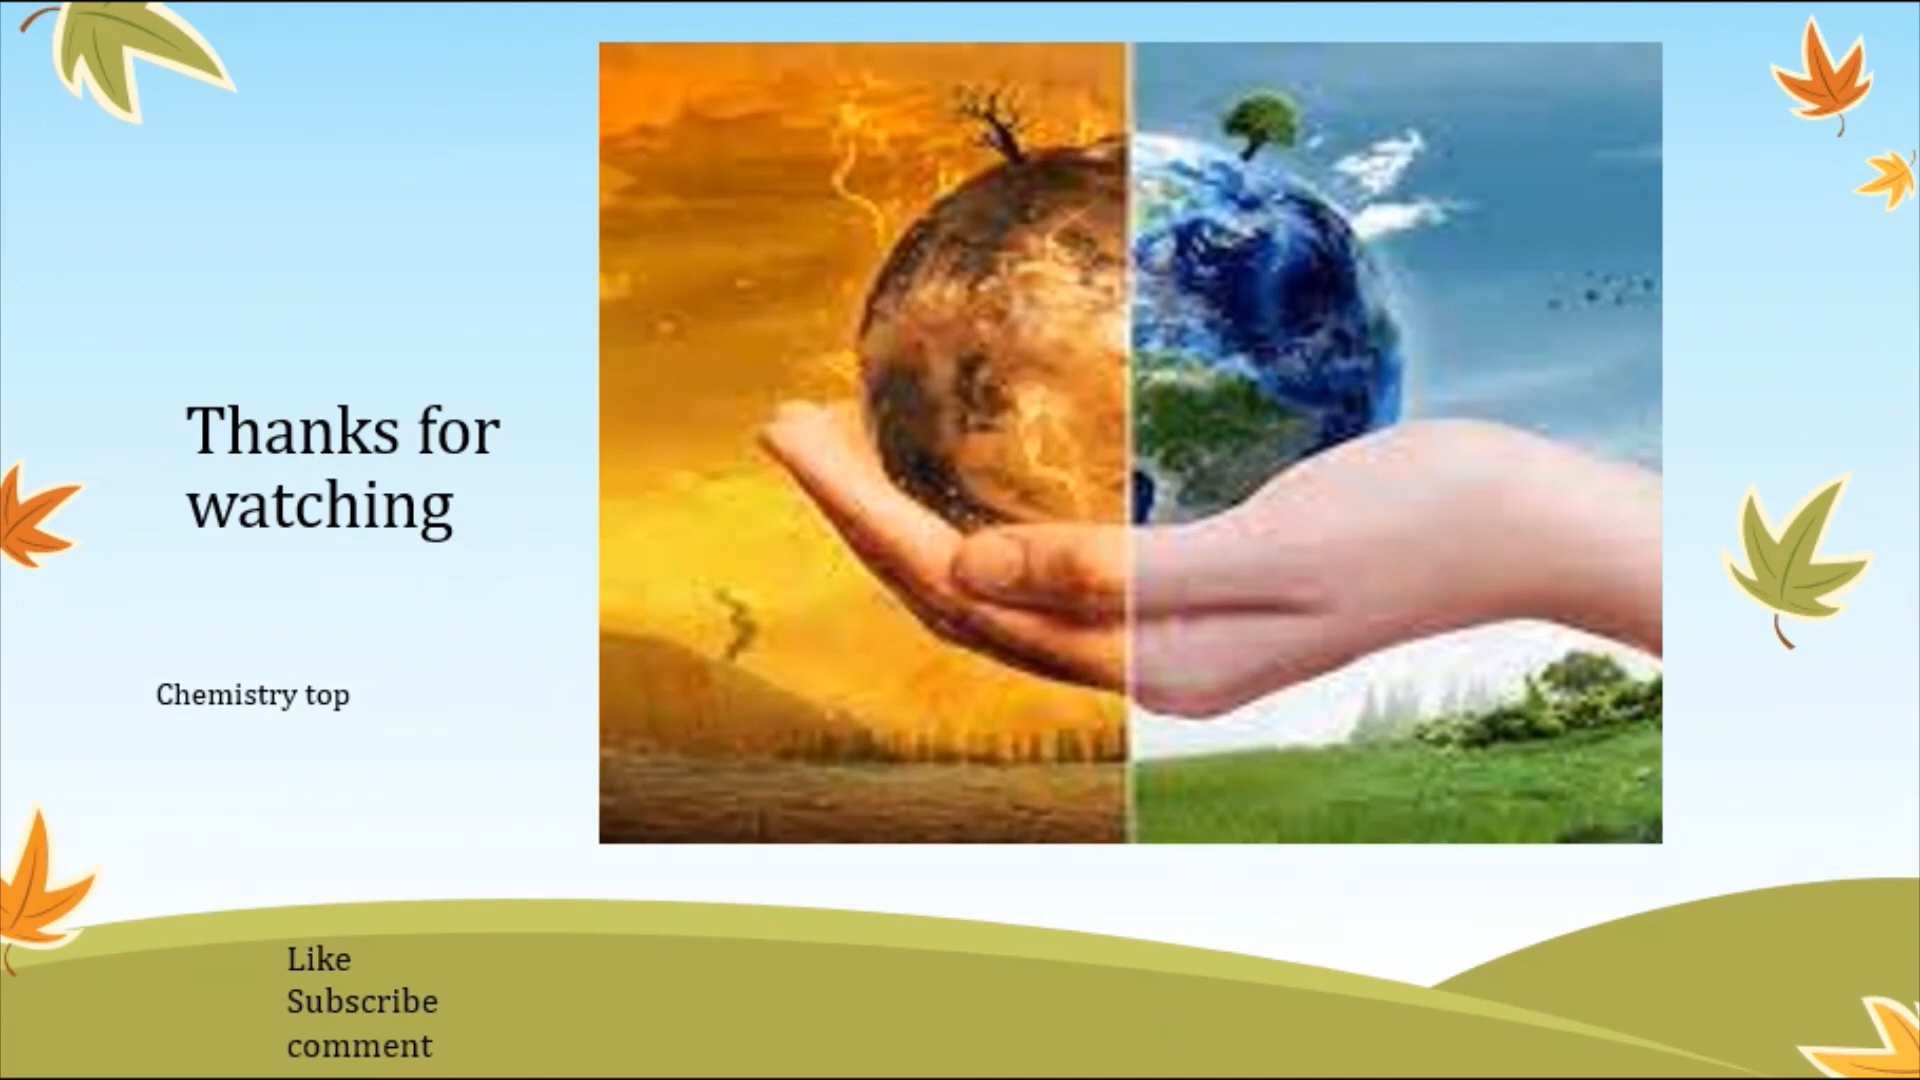 Thanks for
watching
Chemistry top
Like
Subscribe
comment